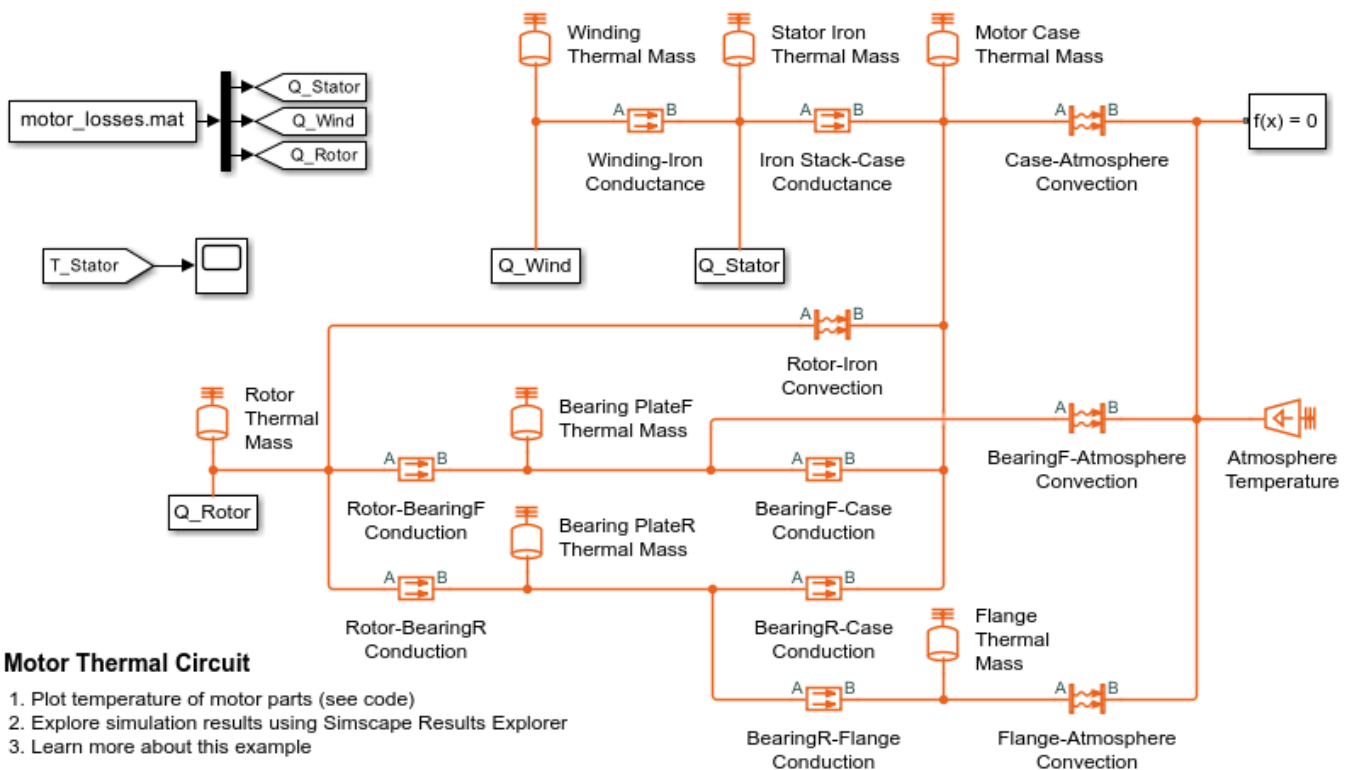 Winding
Thermal Mass
Stator Iron
Thermal Mass
Motor Case
Thermal Mass
motor_losses.mat
Q_Stator
Q_Wind
Q_Rotor
A B
A B
A B
f(x) = 0
Winding-Iron
Conductance
Iron Stack-Case
Conductance
Case-Atmosphere
Convection
T_Stator
Q_Wind
Q_Stator
A B
Rotor-Iron
Convection
Rotor
Thermal
Mass
Bearing PlateF
Thermal Mass
A B
BearingF-Atmosphere
Convection
Atmosphere
Temperature
A B
A B
Q_Rotor
Rotor-BearingF
Conduction
BearingF-Case
Conduction
Bearing PlateR
Thermal Mass
A B
A B
Rotor-BearingR
Conduction
BearingR-Case
Conduction
Flange
Thermal
Mass
A B
A B
BearingR-Flange
Conduction
Flange-Atmosphere
Convection
Motor Thermal Circuit
1. Plot temperature of motor parts (see code)
2. Explore simulation results using Simscape Results Explorer
3. Learn more about this example